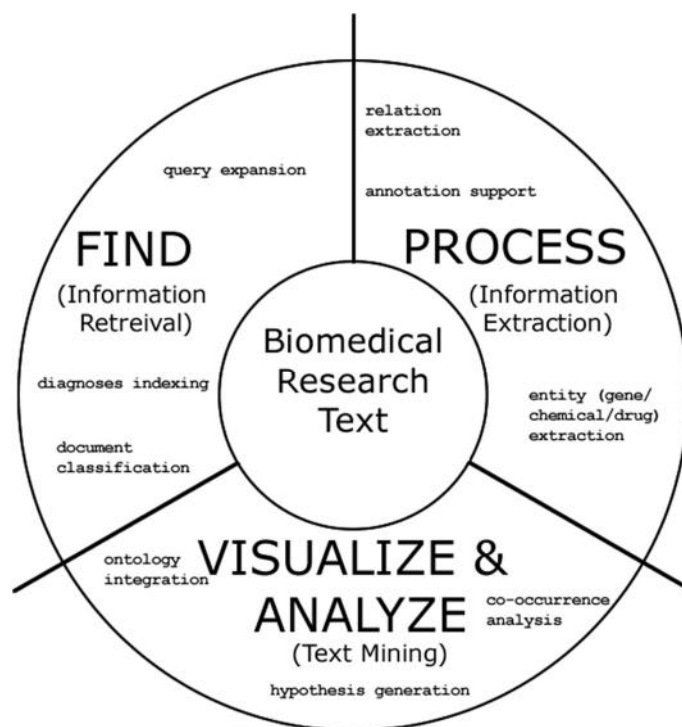 relation
extraction
query expansion
annotation support
FIND
(Information
Retreival)
PROCESS
(Information
Extraction)
Biomedical
Research
Text
diagnoses indexing
document
classification
entity (gene/
chemical/drug)
extraction
ontology
integration
VISUALIZE &
ANALYZE
(Text Mining)
co-occurrence
analysis
hypothesis generation